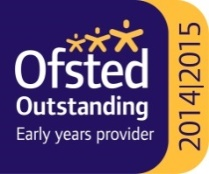 Ofsted
Outstanding
Early years provider
2014|2015